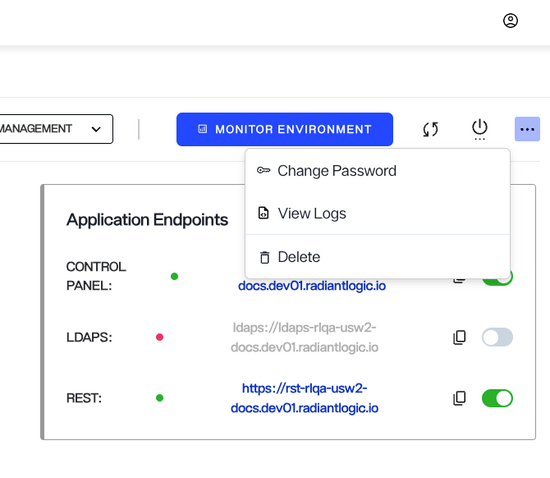 MANAGEMENT
MONITOR ENVIRONMENT
Change Password
View Logs
Delete
Application Endpoints
CONTROL
PANEL:
docs.dev01.radiantlogic.io
LDAPS:
ldaps://ldaps-rlqa-usw2-
docs.dev01.radiantlogic.io
REST:
https://rst-rlqa-usw2-
docs.dev01.radiantlogic.io